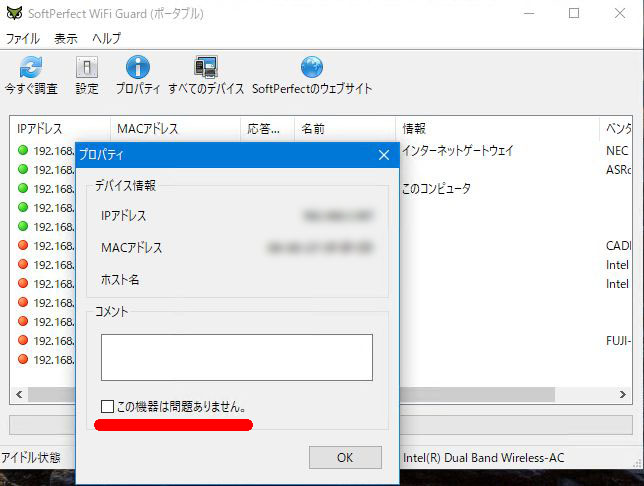 SoftPerfect WiFi Guard (ポータブル)
ファイル 表示 ヘルプ
今すぐ調査 設定 プロパティ すべてのデバイス SoftPerfectのウェブサイト
IPアドレス MACアドレス 応答... 名前 情報 ベンタ
192.168. インターネットゲートウェイ NEC
192.168. ASRo
192.168. このコンピュータ
192.168.
192.168.
192.168. CADI
192.168. Intel
192.168. Intel
192.168.
192.168.
192.168. FUJI-
192.168.
プロパティ
デバイス情報
IPアドレス
MACアドレス
ホスト名
コメント
この機器は問題ありません。
OK
アイドル状態 Intel(R) Dual Band Wireless-AC